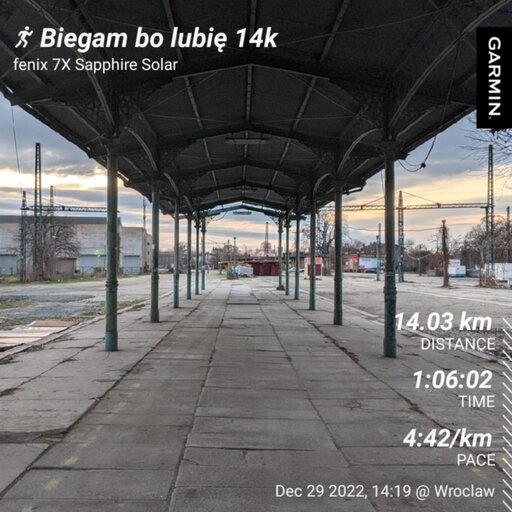 Biegam bo lubię 14k
fenix 7X Sapphire Solar
GARMIN.
14.03 km
DISTANCE
1:06:02
TIME
4:42/km
PACE
Dec 29 2022, 14:19 @ Wroclaw